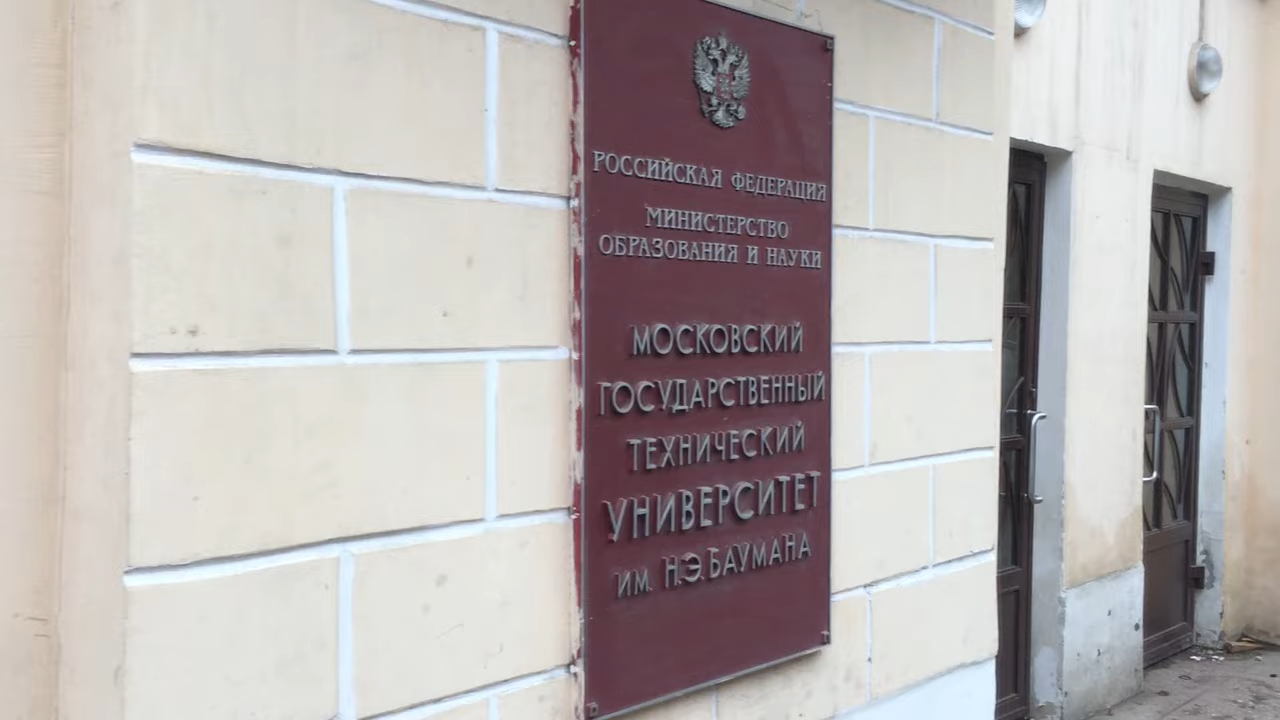 РОССИЙСКАЯ ФЕДЕРАЦИЯ
МИНИСТЕРСТВО
ОБРАЗОВАНИЯ И НАУКИ
МОСКОВСКИЙ
ГОСУДАРСТВЕННЫЙ
ТЕХНИЧЕСКИЙ
УНИВЕРСИТЕТ
ИМ. Н.Э.БАУМАНА